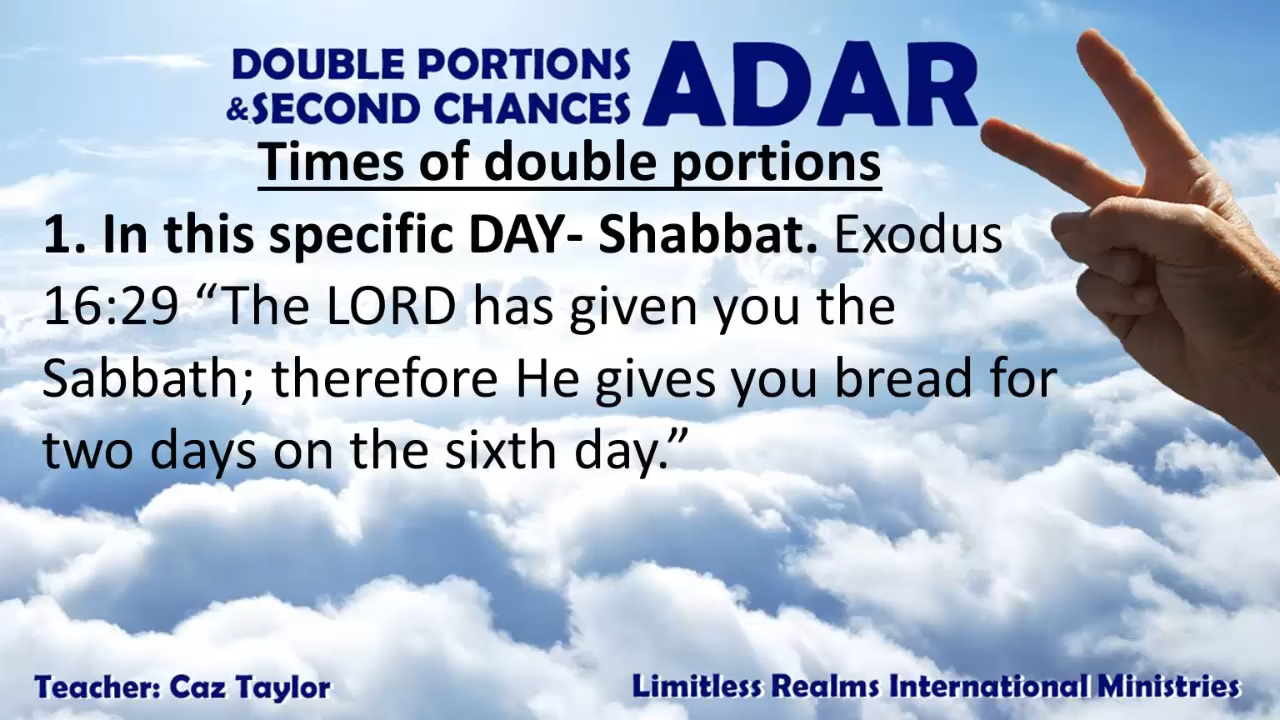 DOUBLE PORTIONS
&SECOND CHANCES
ADAR
Times of double portions
1. In this specific DAY- Shabbat. Exodus
16:29 “The LORD has given you the
Sabbath; therefore He gives you bread for
two days on the sixth day.”
Teacher: Caz Taylor
Limitless Realms International Ministries